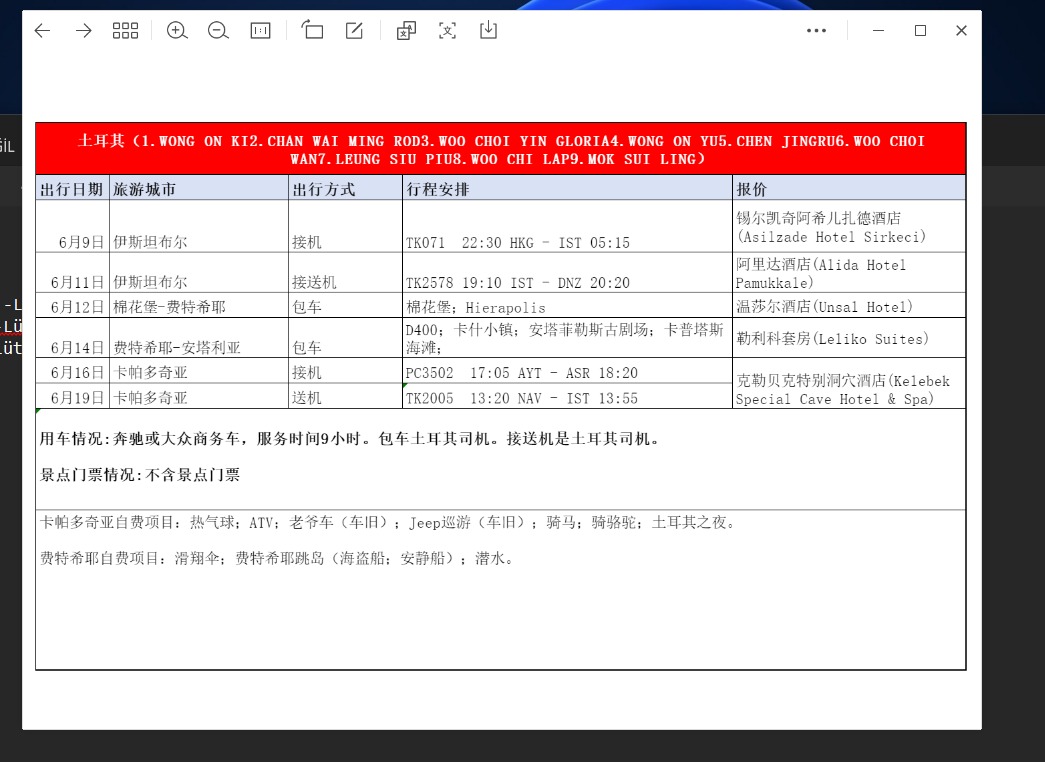 土耳其（1.WONG ON KI2.CHAN WAI MING ROD3.WOO CHOI YIN GLORIA4.WONG ON YU5.CHEN JINGRU6.WOO CHOI
WAN7.LEUNG SIU PIU8.WOO CHI LAP9.MOK SUI LING）
出行日期 旅游城市 出行方式 行程安排 报价
6月9日 伊斯坦布尔 接机 TK071 22:30 HKG - IST 05:15 锡尔凯奇阿希儿扎德酒店
(Asilzade Hotel Sirkeci)
6月11日 伊斯坦布尔 接送机 TK2578 19:10 IST - DNZ 20:20 阿里达酒店(Alida Hotel
Pamukkale)
6月12日 棉花堡-费特希耶 包车 棉花堡；Hierapolis 温莎尔酒店(Unsal Hotel)
6月14日 费特希耶-安塔利亚 包车 D400；卡什小镇；安塔菲勒斯古剧场；卡普塔斯
海滩； 勒利科套房(Leliko Suites)
6月16日 卡帕多奇亚 接机 PC3502 17:05 AYT - ASR 18:20 克勒贝克特别洞穴酒店(Kelebek
6月19日 卡帕多奇亚 送机 TK2005 13:20 NAV - IST 13:55 Special Cave Hotel & Spa)
用车情况:奔驰或大众商务车，服务时间9小时。包车土耳其司机。接送机是土耳其司机。
景点门票情况:不含景点门票
卡帕多奇亚自费项目：热气球；ATV；老爷车（车旧）；Jeep巡游（车旧）；骑马；骑骆驼；土耳其之夜。
费特希耶自费项目：滑翔伞；费特希耶跳岛（海盗船；安静船）；潜水。